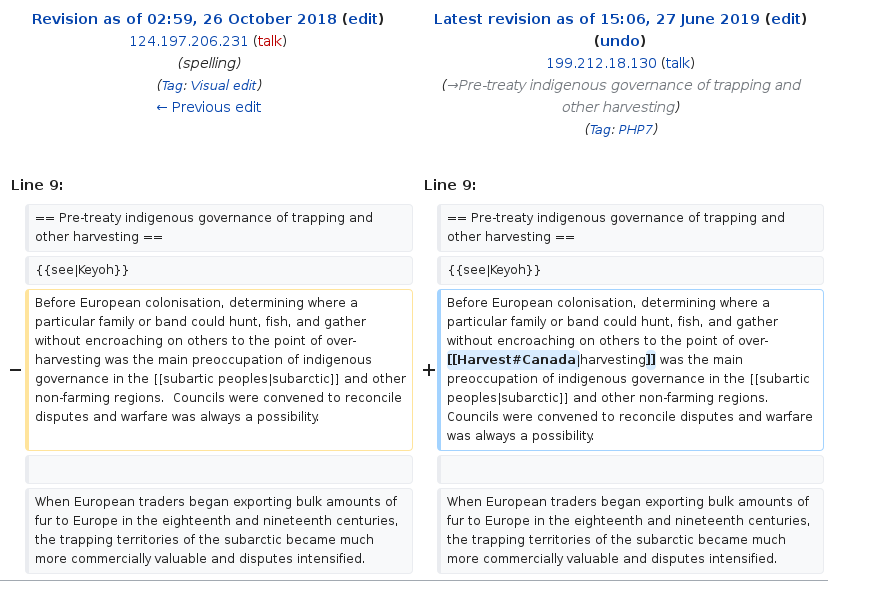 Revision as of 02:59, 26 October 2018 (edit)
124.197.206.231 (talk)
(spelling)
(Tag: Visual edit)
← Previous edit
Latest revision as of 15:06, 27 June 2019 (edit)
(undo)
199.212.18.130 (talk)
(→Pre-treaty indigenous governance of trapping and
other harvesting)
(Tag: PHP7)
Line 9:
Line 9:
== Pre-treaty indigenous governance of trapping and
other harvesting ==
== Pre-treaty indigenous governance of trapping and
other harvesting ==
{{see|Keyoh}}
{{see|Keyoh}}
−
Before European colonisation, determining where a
particular family or band could hunt, fish, and gather
without encroaching on others to the point of over-
harvesting was the main preoccupation of indigenous
governance in the [[subartic peoples|subarctic]] and other
non-farming regions.  Councils were convened to reconcile
disputes and warfare was always a possibility.
+
Before European colonisation, determining where a
particular family or band could hunt, fish, and gather
without encroaching on others to the point of over-
[[Harvest#Canada|harvesting]] was the main
preoccupation of indigenous governance in the [[subartic
peoples|subarctic]] and other non-farming regions.
Councils were convened to reconcile disputes and warfare
was always a possibility.
When European traders began exporting bulk amounts of
fur to Europe in the eighteenth and nineteenth centuries,
the trapping territories of the subarctic became much
more commercially valuable and disputes intensified.
When European traders began exporting bulk amounts of
fur to Europe in the eighteenth and nineteenth centuries,
the trapping territories of the subarctic became much
more commercially valuable and disputes intensified.